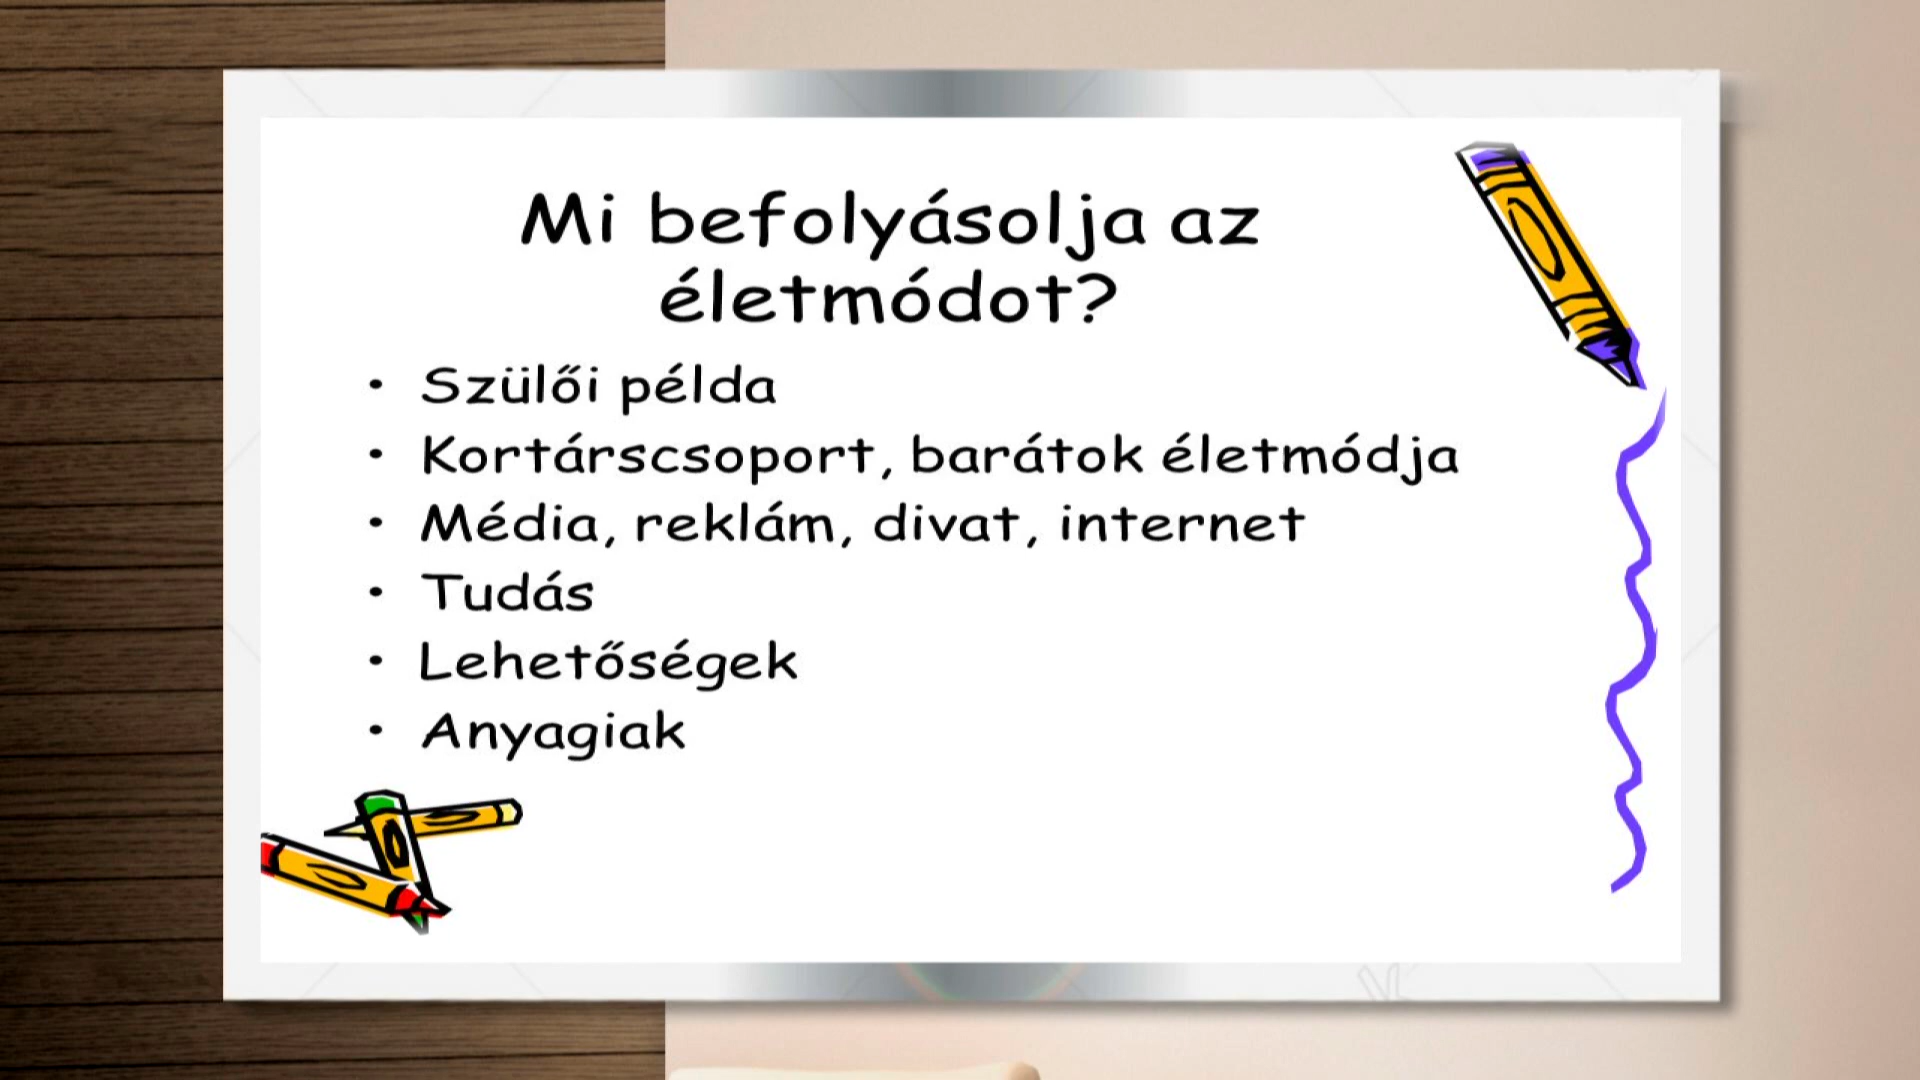 Mi befolyásolja az
életmódot?
• Szülői példa
• Kortárscsoport, barátok életmódja
• Média, reklám, divat, internet
• Tudás
• Lehetőségek
• Anyagiak